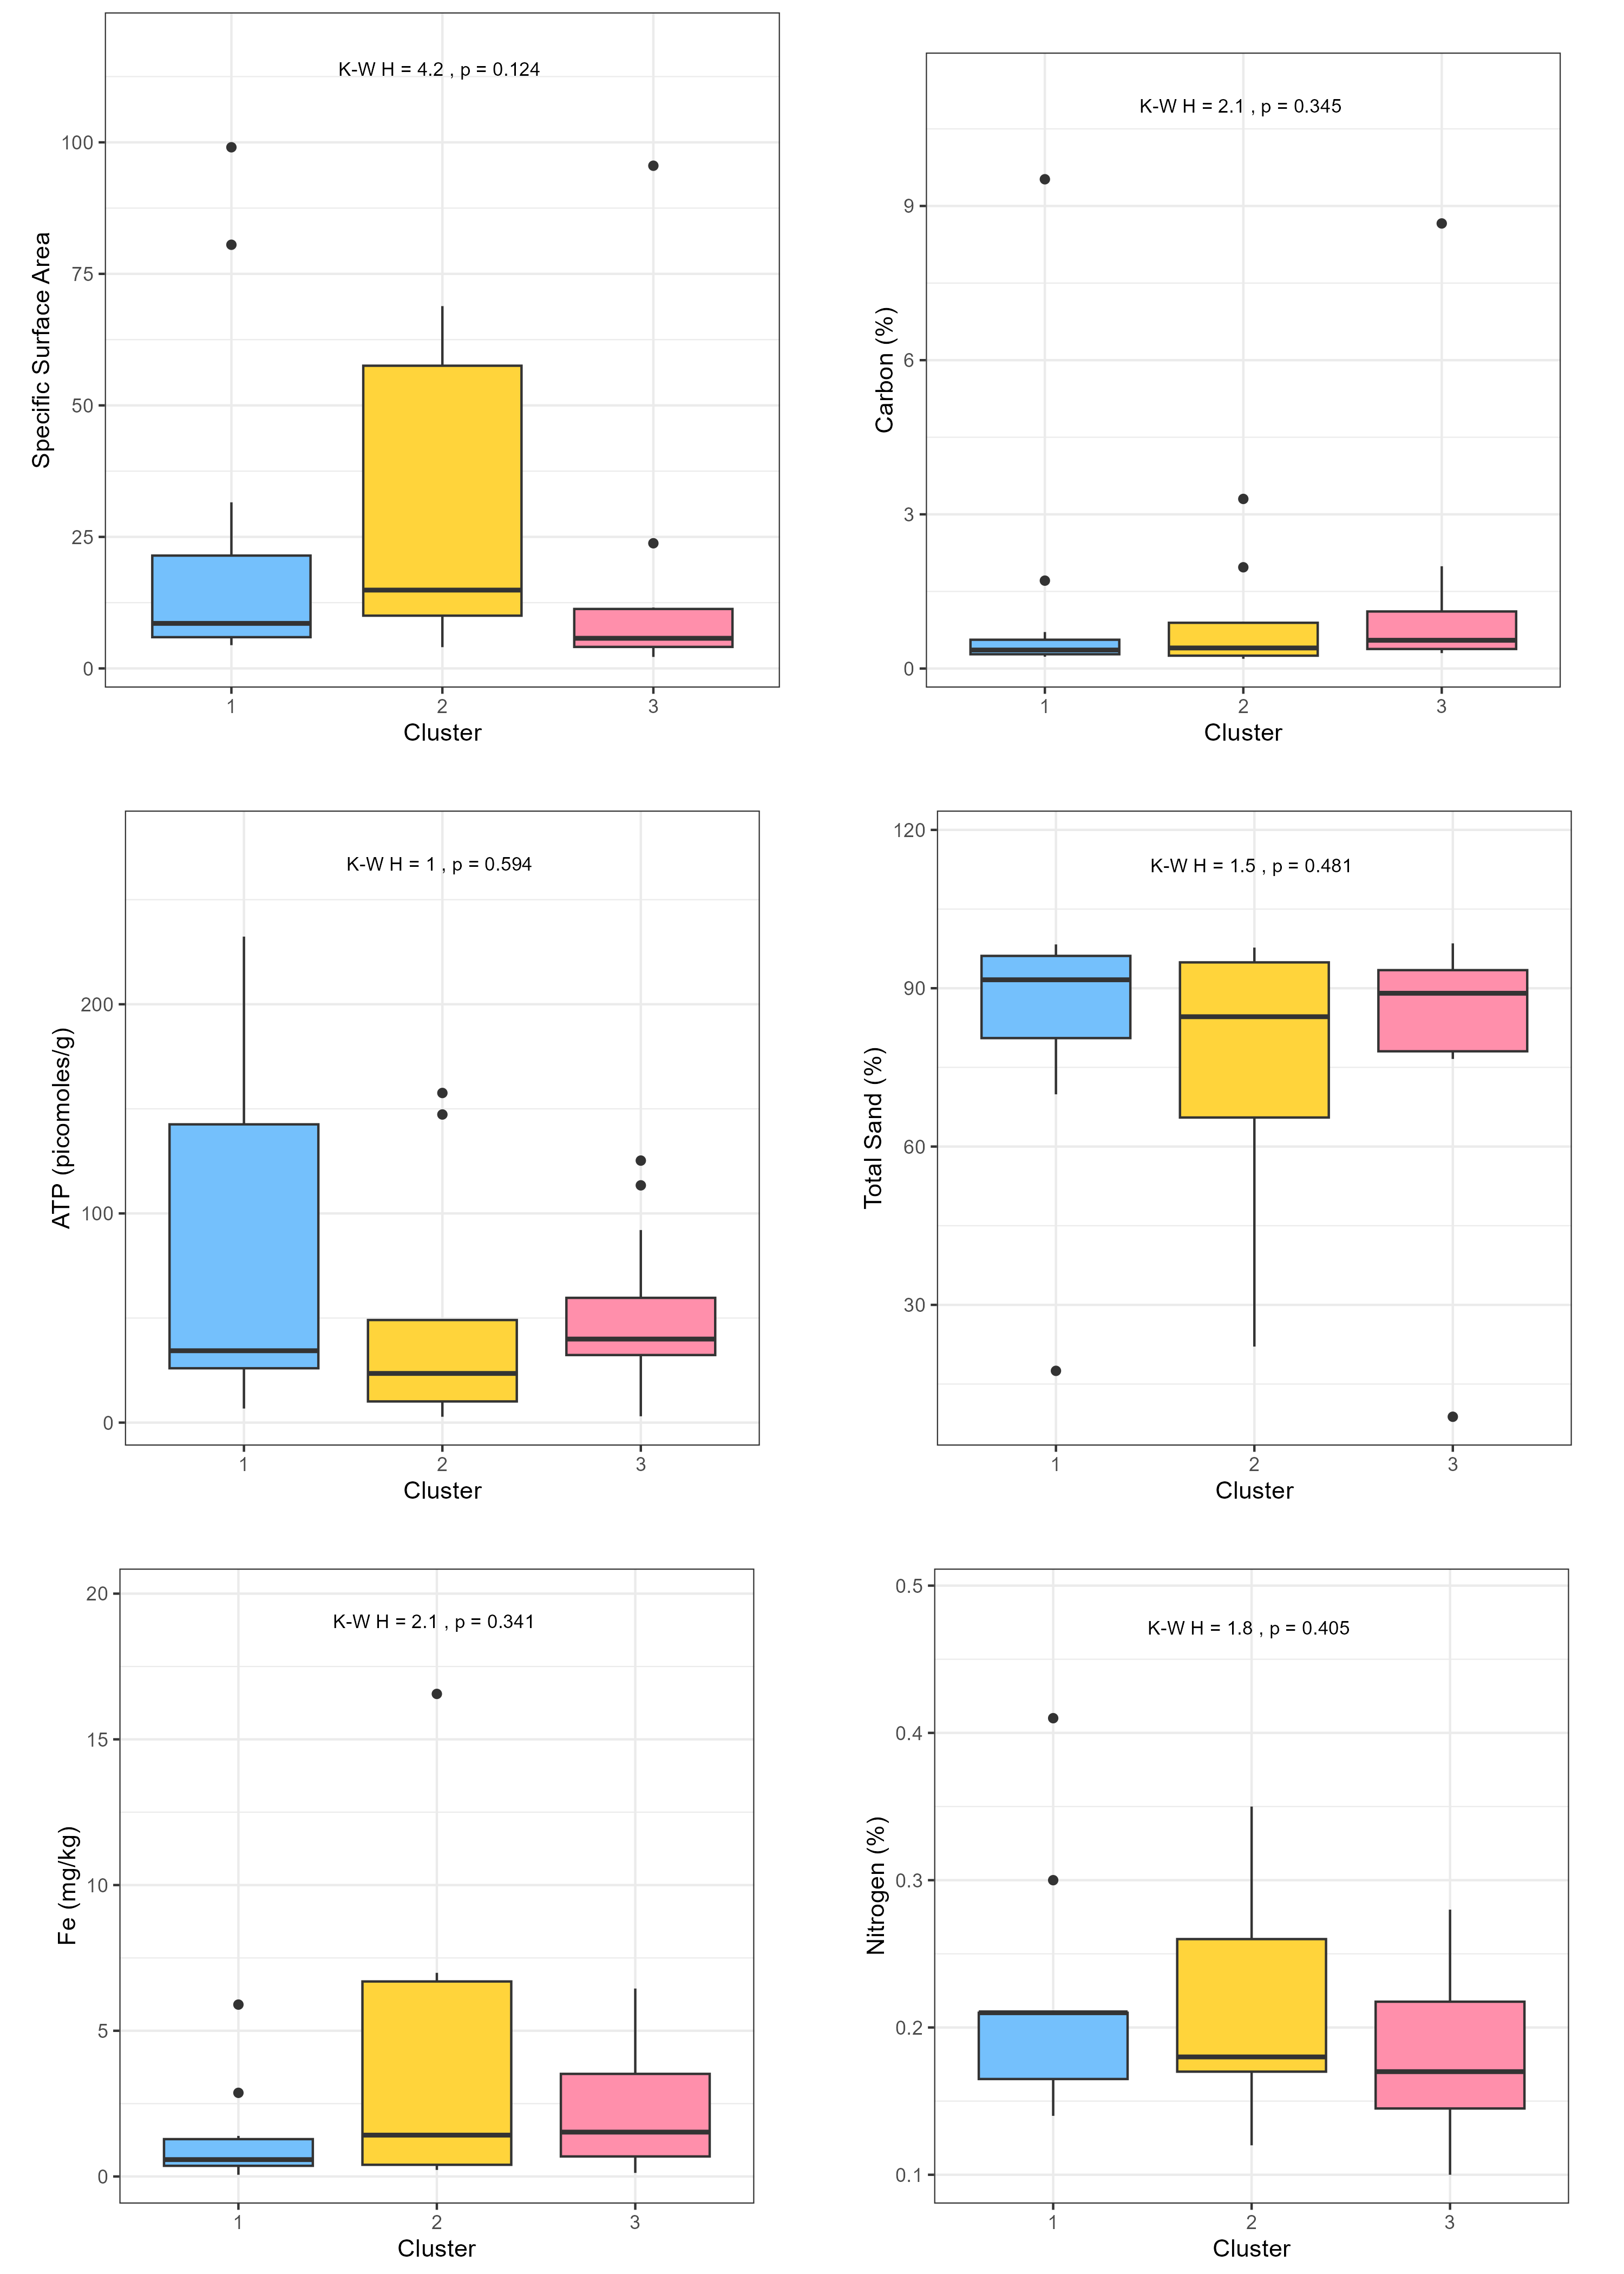 K-W H = 4.2 , p = 0.124
Specific Surface Area
100
75
50
25
0
1 2 3
Cluster
K-W H = 2.1 , p = 0.345
Carbon (%)
9
6
3
0
1 2 3
Cluster
K-W H = 1 , p = 0.594
ATP (picomoles/g)
200
100
0
1 2 3
Cluster
K-W H = 1.5 , p = 0.481
Total Sand (%)
120
90
60
30
1 2 3
Cluster
K-W H = 2.1 , p = 0.341
Fe (mg/kg)
20
15
10
5
0
1 2 3
Cluster
K-W H = 1.8 , p = 0.405
Nitrogen (%)
0.5
0.4
0.3
0.2
0.1
1 2 3
Cluster